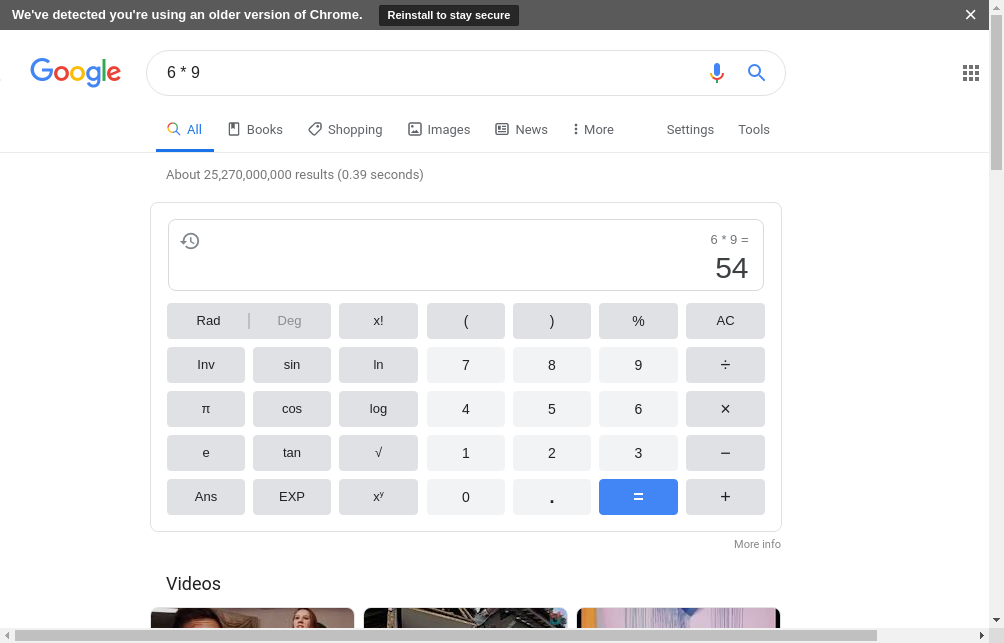 We've detected you're using an older version of Chrome. Reinstall to stay secure
Google 6 * 9
All Books Shopping Images News More Settings Tools
About 25,270,000,000 results (0.39 seconds)
6 * 9 =
54
Rad Deg x! ( ) % AC
Inv sin ln 7 8 9 ÷
π cos log 4 5 6 ×
e tan √ 1 2 3 −
Ans EXP xʸ 0 . = +
More info
Videos